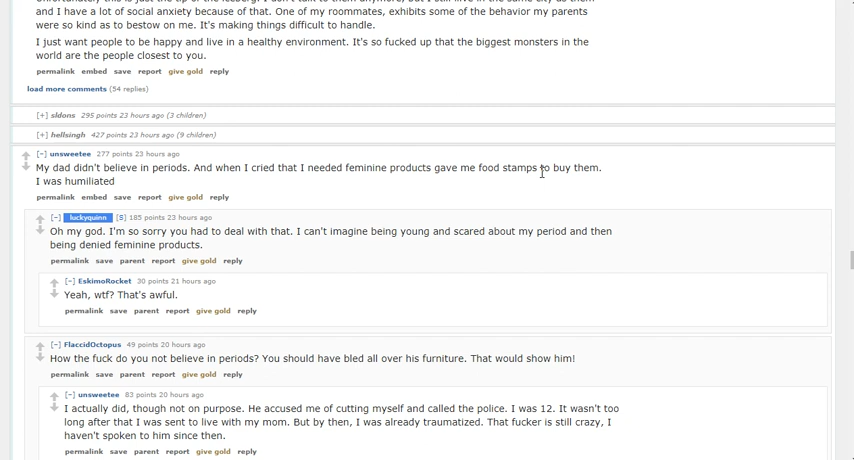 and I have a lot of social anxiety because of that. One of my roommates, exhibits some of the behavior my parents
were so kind as to bestow on me. It's making things difficult to handle.
I just want people to be happy and live in a healthy environment. It's so fucked up that the biggest monsters in the
world are the people closest to you.
permalink embed save report give gold reply
load more comments (54 replies)
[+] sldons 295 points 23 hours ago (3 children)
[+] hellsingh 427 points 23 hours ago (9 children)
[–] unsweetee 277 points 23 hours ago
My dad didn't believe in periods. And when I cried that I needed feminine products gave me food stamps to buy them.
I was humiliated
permalink embed save report give gold reply
[–] luckyquinn [S] 185 points 23 hours ago
Oh my god. I'm so sorry you had to deal with that. I can't imagine being young and scared about my period and then
being denied feminine products.
permalink save parent report give gold reply
[–] EskimoRocket 30 points 21 hours ago
Yeah, wtf? That's awful.
permalink save parent report give gold reply
[–] FlaccidOctopus 49 points 20 hours ago
How the fuck do you not believe in periods? You should have bled all over his furniture. That would show him!
permalink save parent report give gold reply
[–] unsweetee 83 points 20 hours ago
I actually did, though not on purpose. He accused me of cutting myself and called the police. I was 12. It wasn't too
long after that I was sent to live with my mom. But by then, I was already traumatized. That fucker is still crazy, I
haven't spoken to him since then.
permalink save parent report give gold reply